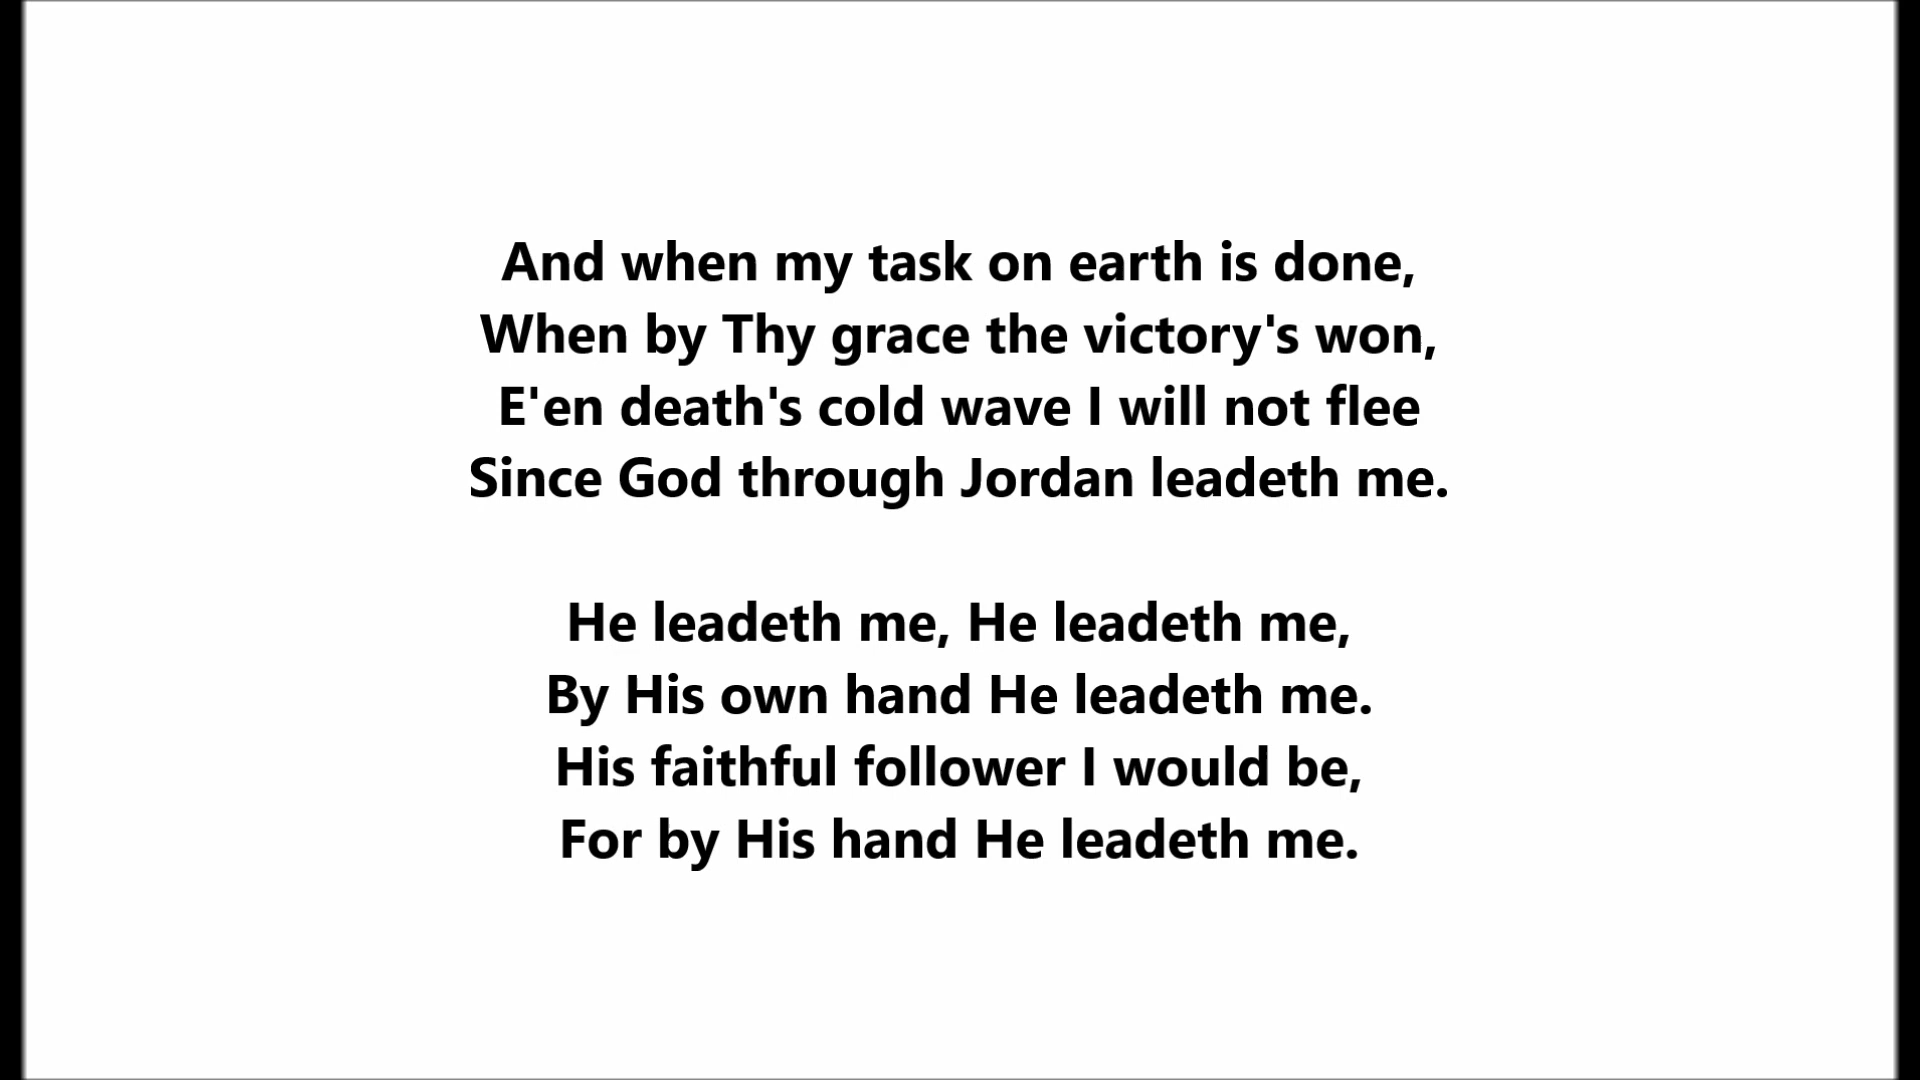 And when my task on earth is done,
When by Thy grace the victory's won,
E'en death's cold wave I will not flee
Since God through Jordan leadeth me.
He leadeth me, He leadeth me,
By His own hand He leadeth me.
His faithful follower I would be,
For by His hand He leadeth me.